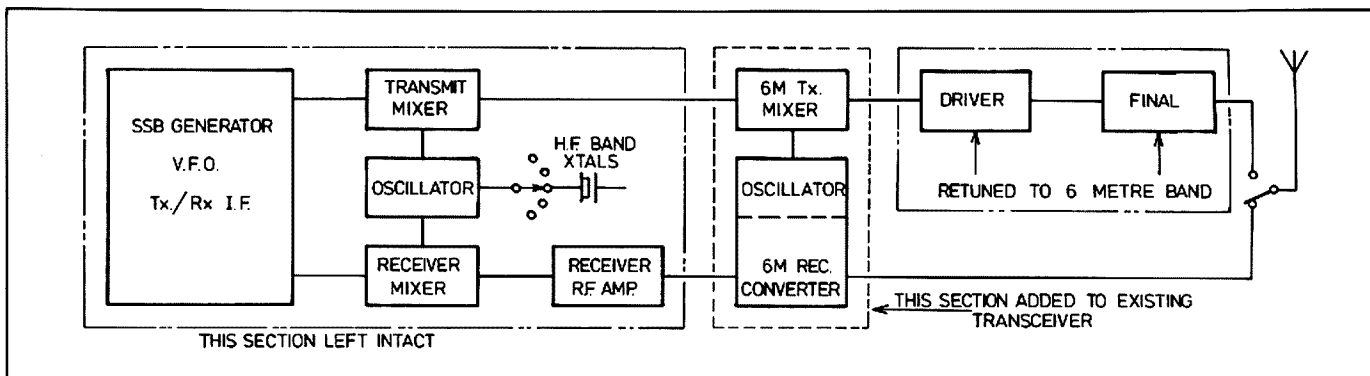 SSB GENERATOR
V.F.O.
Tx./Rx I.F.
TRANSMIT
MIXER
OSCILLATOR
RECEIVER
MIXER
H.F. BAND
XTALS
RECEIVER
R.F. AMP.
THIS SECTION LEFT INTACT
6M Tx.
MIXER
OSCILLATOR
6M REC.
CONVERTER
DRIVER
FINAL
RETUNED TO 6 METRE BAND
THIS SECTION ADDED TO EXISTING
TRANSCEIVER